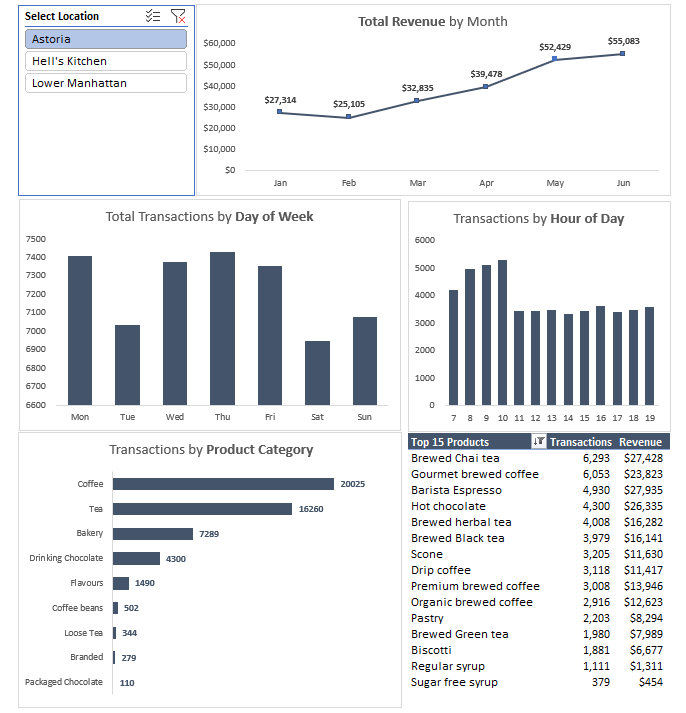 Select Location
Astoria
Hell's Kitchen
Lower Manhattan
Total Revenue by Month
$60,000
$50,000
$40,000
$30,000
$20,000
$10,000
$0
$27,314
$25,105
$32,835
$39,478
$52,429
$55,083
Jan Feb Mar Apr May Jun
Total Transactions by Day of Week
7500
7400
7300
7200
7100
7000
6900
6800
6700
6600
Mon Tue Wed Thu Fri Sat Sun
Transactions by Hour of Day
6000
5000
4000
3000
2000
1000
0
7 8 9 10 11 12 13 14 15 16 17 18 19
Transactions by Product Category
Coffee 20025
Tea 16260
Bakery 7289
Drinking Chocolate 4300
Flavours 1490
Coffee beans 502
Loose Tea 344
Branded 279
Packaged Chocolate 110
Top 15 Products Transactions Revenue
Brewed Chai tea 6,293 $27,428
Gourmet brewed coffee 6,053 $23,823
Barista Espresso 4,930 $27,935
Hot chocolate 4,300 $26,335
Brewed herbal tea 4,008 $16,282
Brewed Black tea 3,979 $16,141
Scone 3,205 $11,630
Drip coffee 3,118 $11,417
Premium brewed coffee 3,008 $13,946
Organic brewed coffee 2,916 $12,623
Pastry 2,203 $8,294
Brewed Green tea 1,980 $7,989
Biscotti 1,881 $6,677
Regular syrup 1,111 $1,311
Sugar free syrup 379 $454